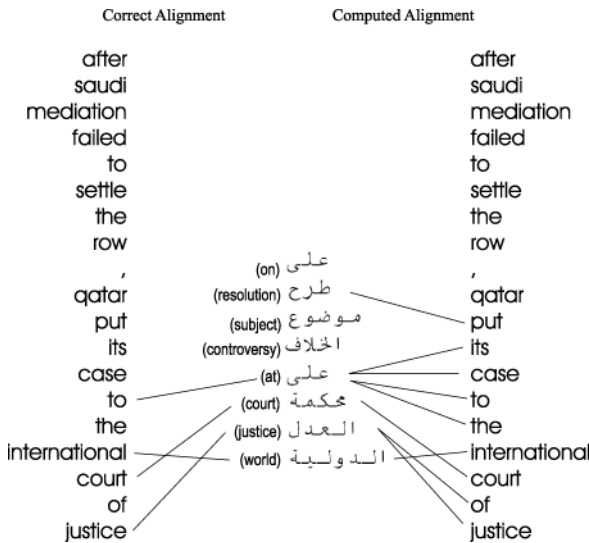 Correct Alignment
Computed Alignment
after
saudi
mediation
failed
to
settle
the
row
,
qatar
put
its
case
to
the
international
court
of
justice
(on) على
(resolution) طرح
(subject) موضوع
(controversy) الخلاف
(at) على
(court) محكمة
(justice) العدل
(world) الدولية
after
saudi
mediation
failed
to
settle
the
row
,
qatar
put
its
case
to
the
international
court
of
justice